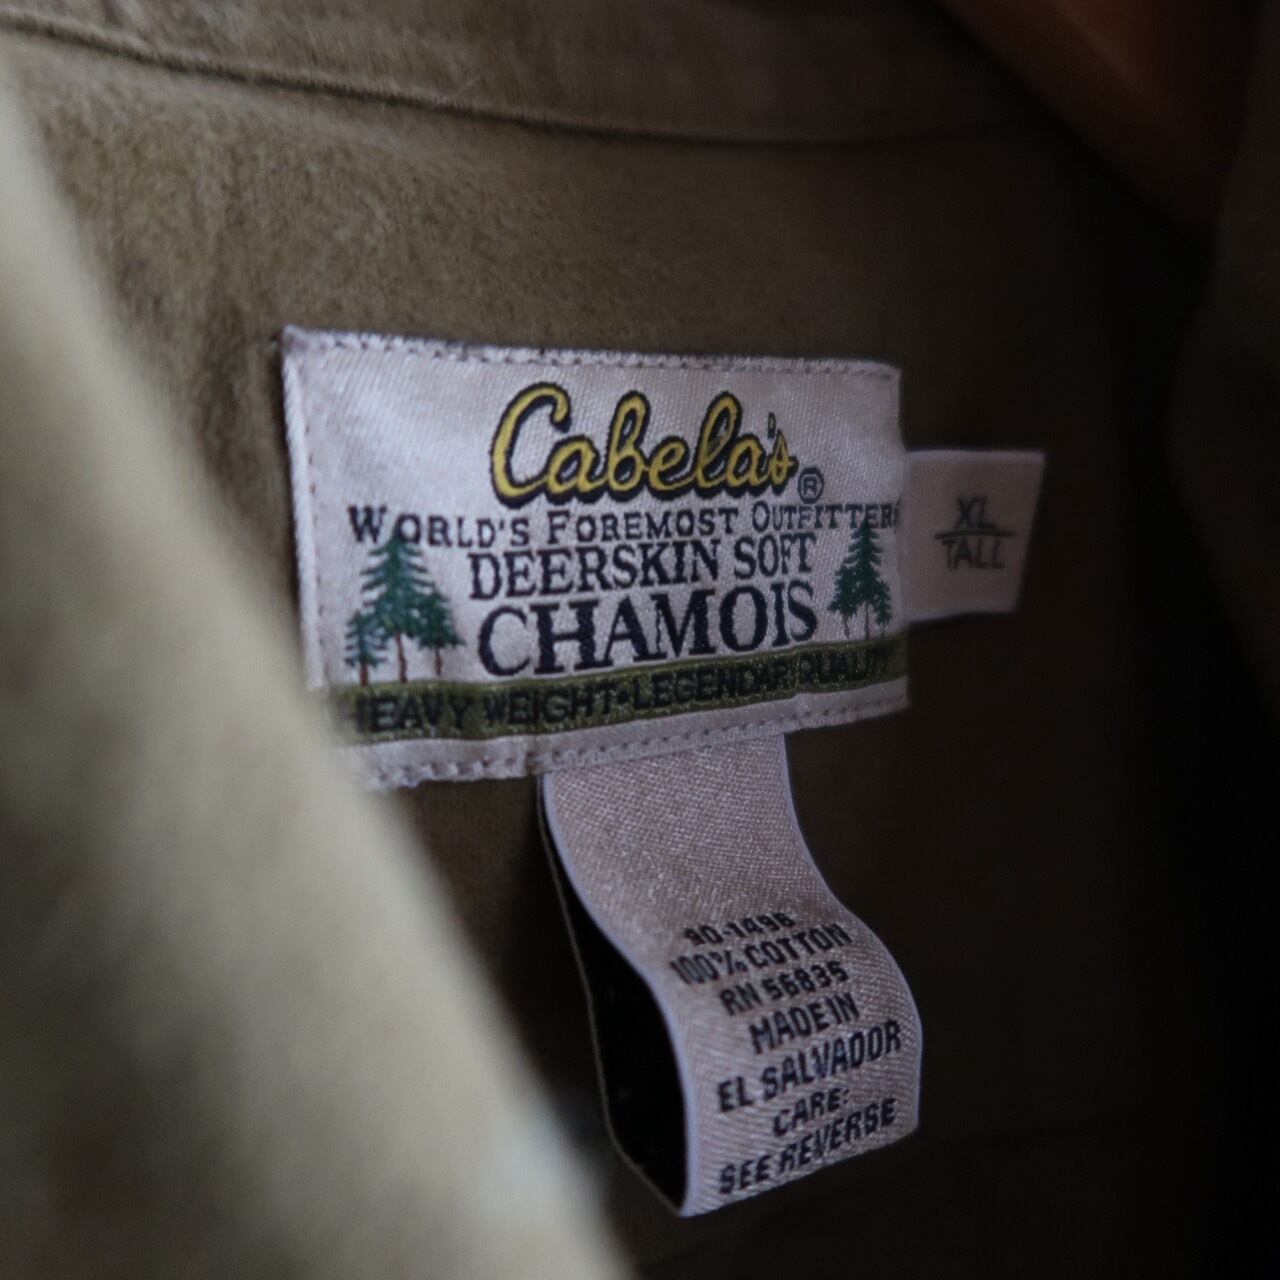 Cabela's®
WORLD'S FOREMOST OUTFITTERS
DEERSKIN SOFT
CHAMOIS
HEAVY WEIGHT·LEGENDARY QUALITY
XL
TALL
90-1496
100% COTTON
RN 56835
MADE IN
EL SALVADOR
CARE:
SEE REVERSE